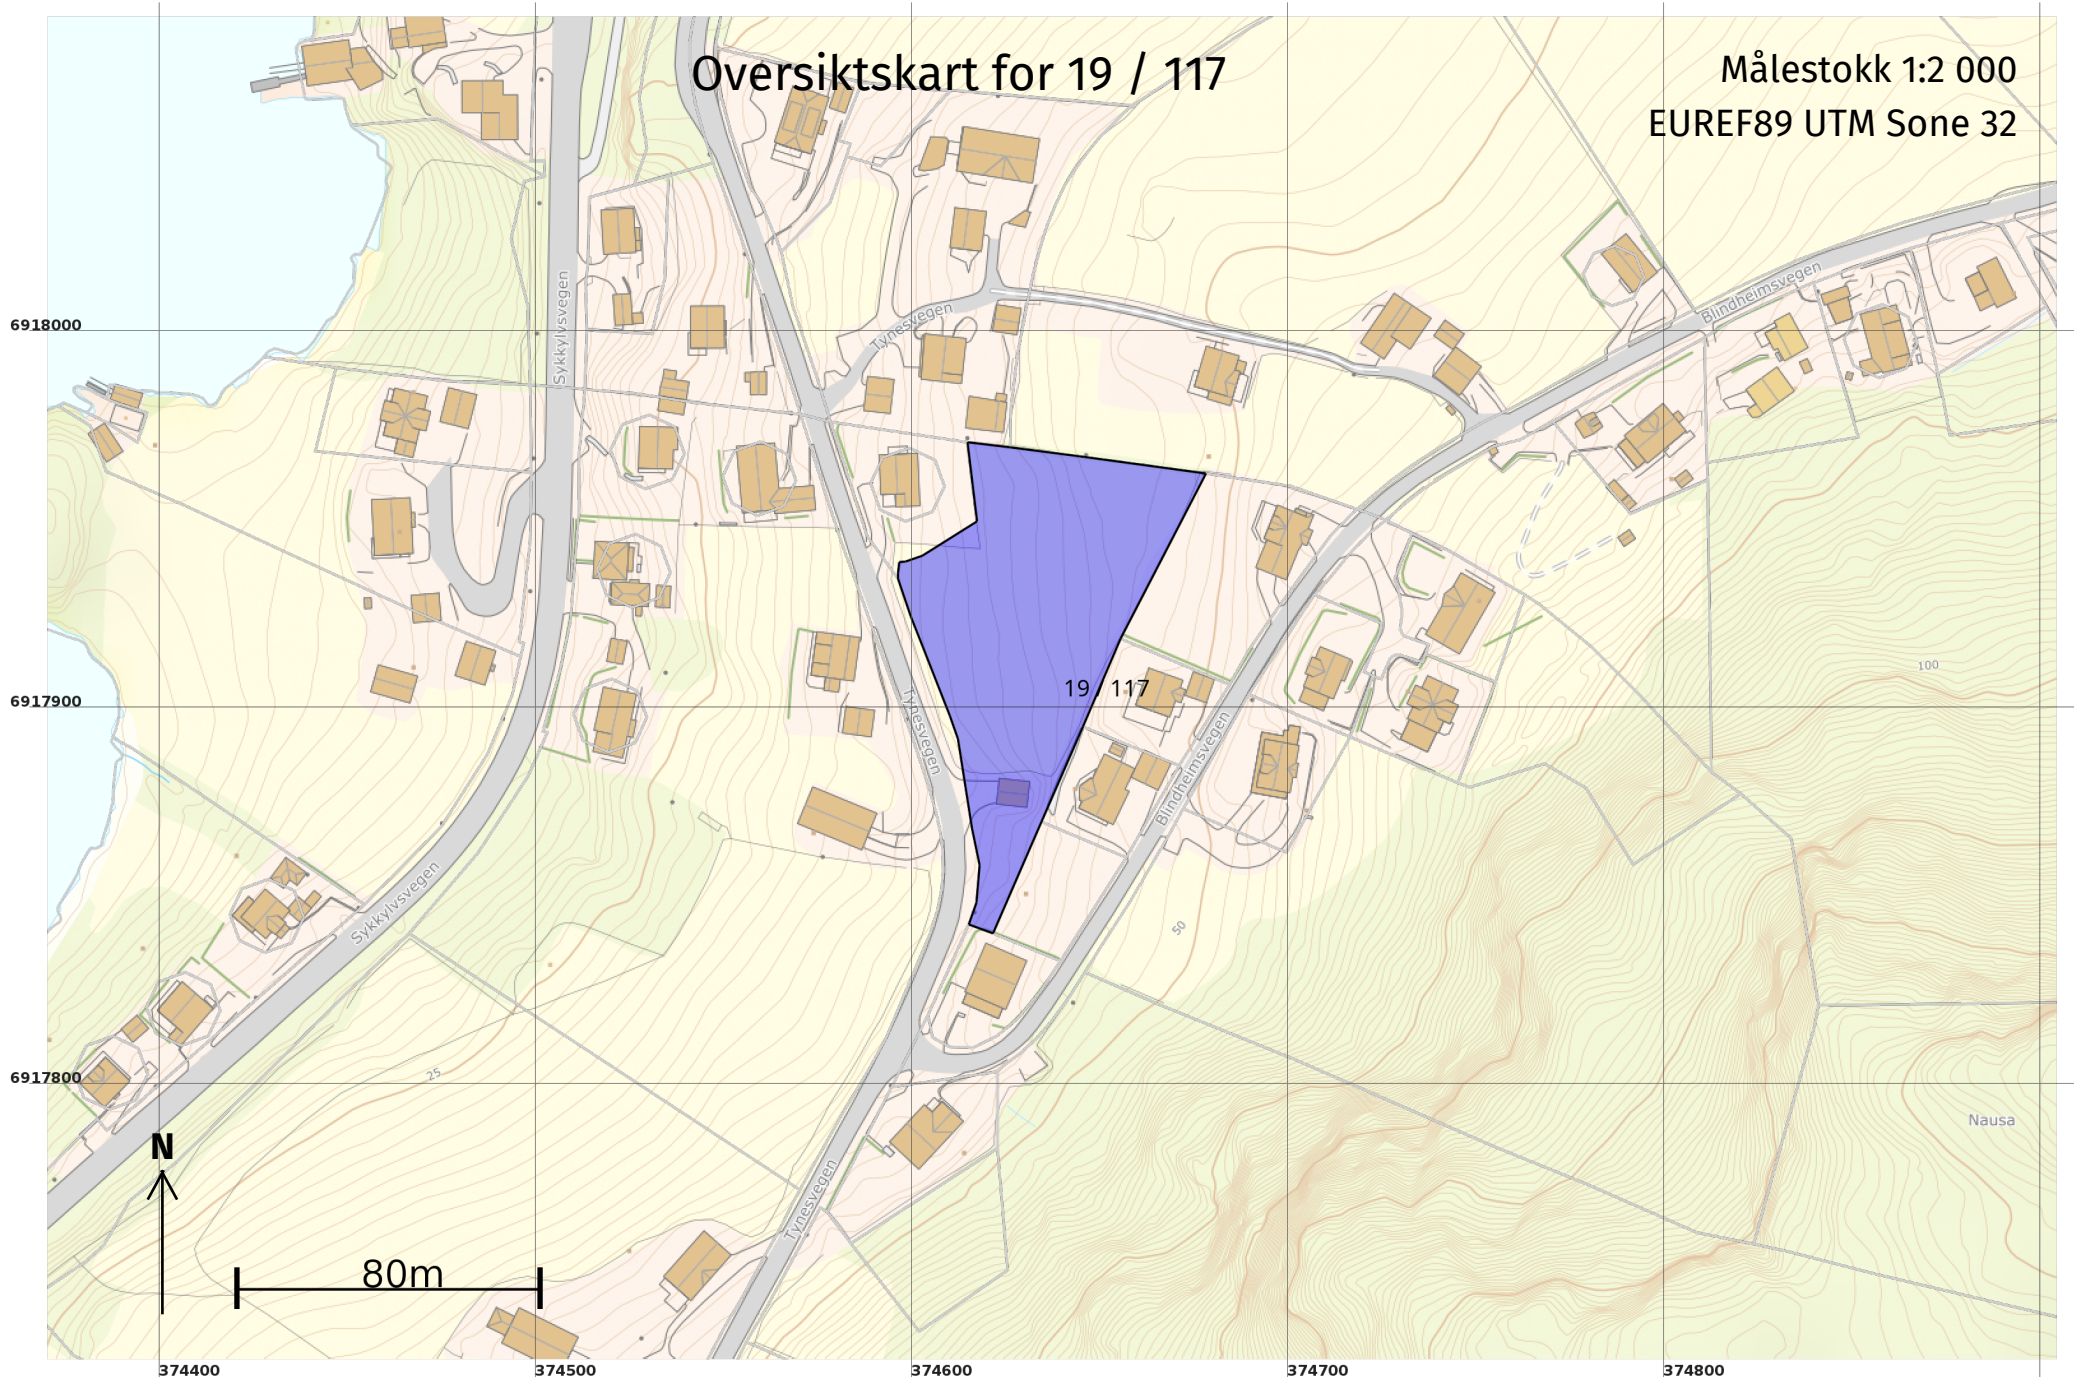 Oversiktskart for 19 / 117
Målestokk 1:2 000
EUREF89 UTM Sone 32
Sykkylvsvegen
Tynesvegen
Blindheimsvegen
6918000
100
19 / 117
6917900
Tynesvegen
Blindheimsvegen
Sykkylvsvegen
50
25
6917800
Nausa
N
Tynesvegen
80m
374400
374500
374600
374700
374800